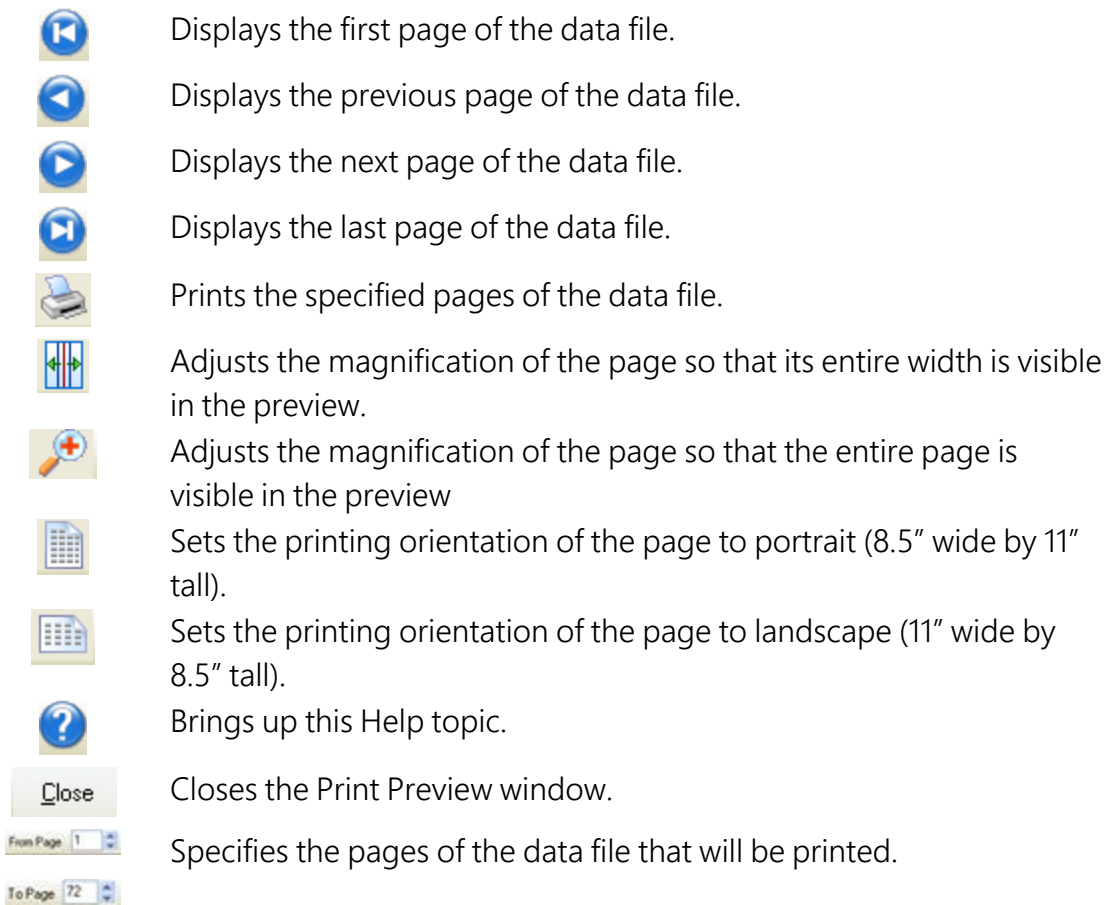 Displays the first page of the data file.
Displays the previous page of the data file.
Displays the next page of the data file.
Displays the last page of the data file.
Prints the specified pages of the data file.
Adjusts the magnification of the page so that its entire width is visible
in the preview.
Adjusts the magnification of the page so that the entire page is
visible in the preview
Sets the printing orientation of the page to portrait (8.5” wide by 11”
tall).
Sets the printing orientation of the page to landscape (11” wide by
8.5” tall).
?
Brings up this Help topic.
Close
Closes the Print Preview window.
From Page 1
Specifies the pages of the data file that will be printed.
To Page 72